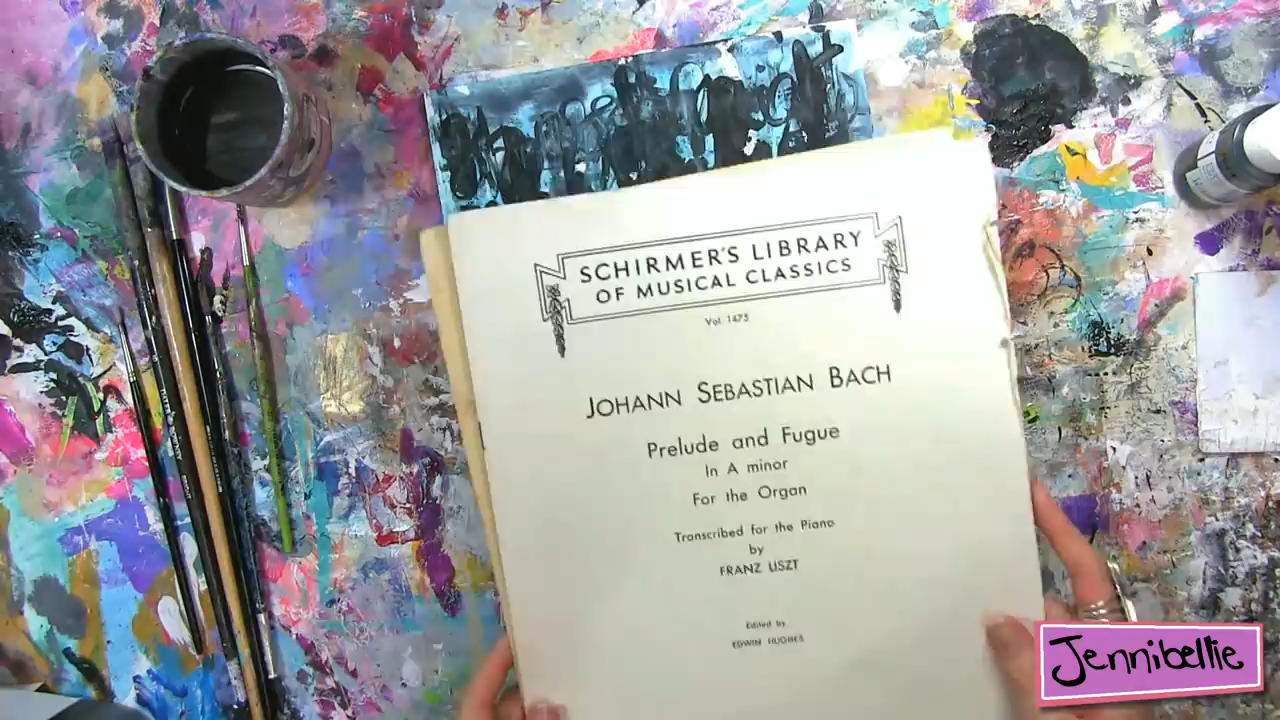 SCHIRMER'S LIBRARY
OF MUSICAL CLASSICS
Vol. 1475
JOHANN SEBASTIAN BACH
Prelude and Fugue
In A minor
For the Organ
Transcribed for the Piano
by
FRANZ LISZT
Edited by
EDWIN HUGHES
Jennibellie